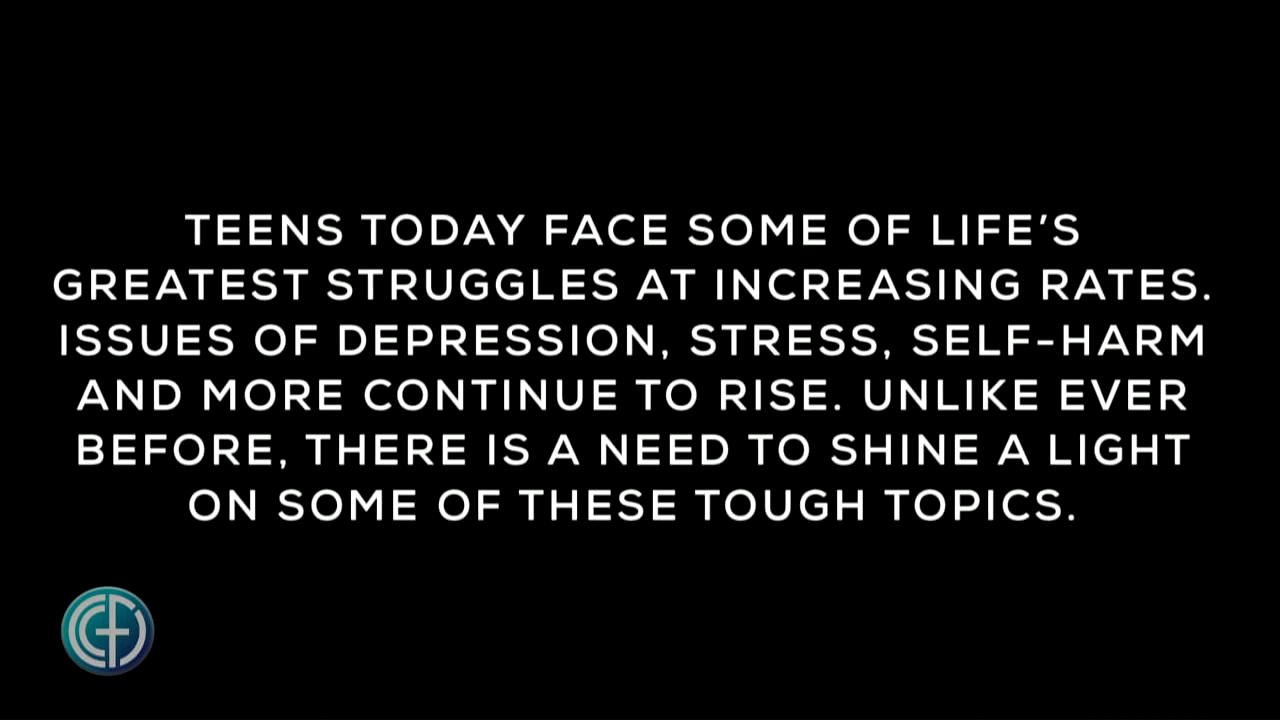 TEENS TODAY FACE SOME OF LIFE'S
GREATEST STRUGGLES AT INCREASING RATES.
ISSUES OF DEPRESSION, STRESS, SELF-HARM
AND MORE CONTINUE TO RISE. UNLIKE EVER
BEFORE, THERE IS A NEED TO SHINE A LIGHT
ON SOME OF THESE TOUGH TOPICS.